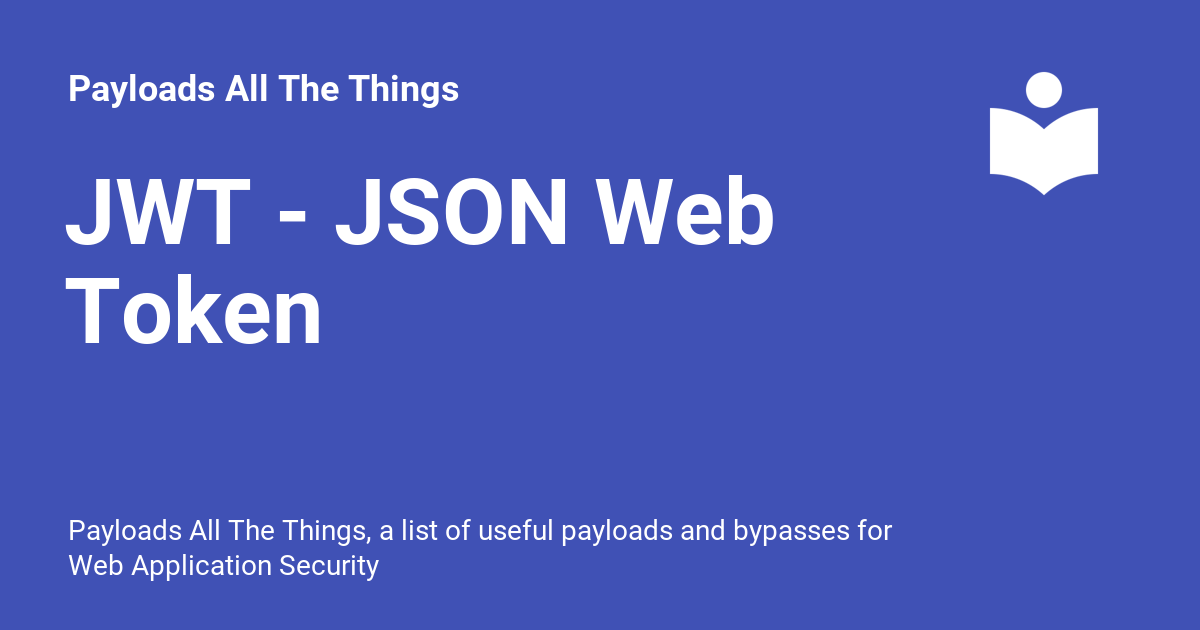 Payloads All The Things
JWT - JSON Web
Token
Payloads All The Things, a list of useful payloads and bypasses for
Web Application Security